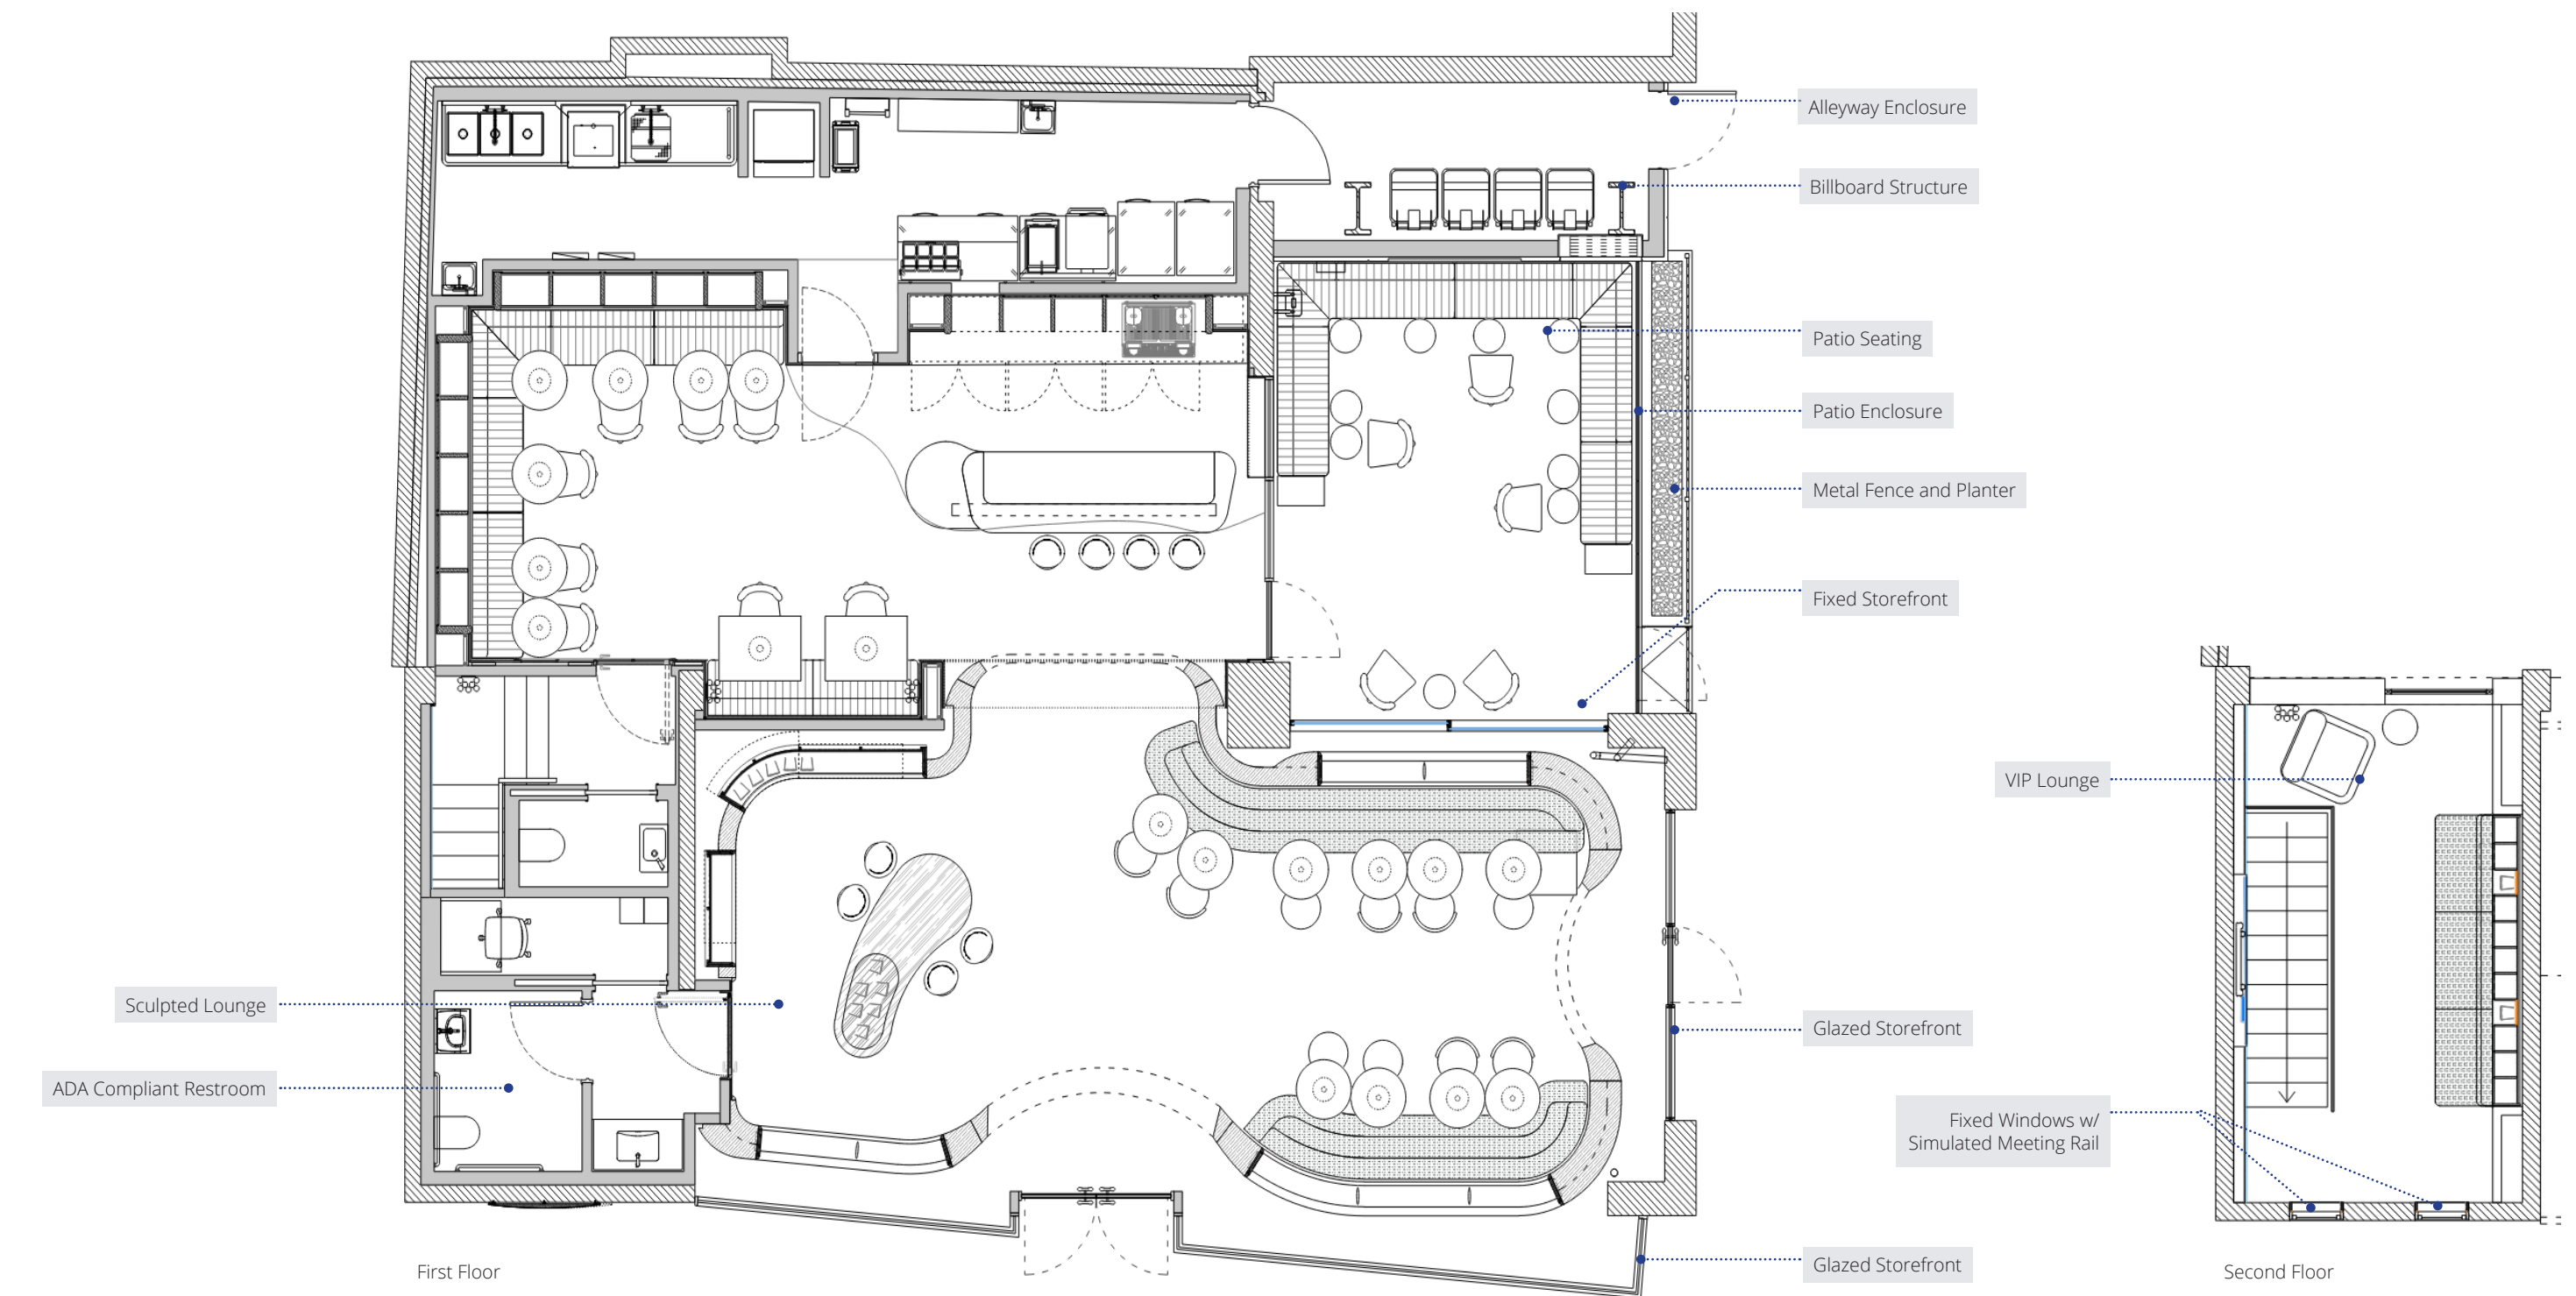 Alleyway Enclosure
Billboard Structure
Patio Seating
Patio Enclosure
Metal Fence and Planter
Fixed Storefront
VIP Lounge
Sculpted Lounge
Glazed Storefront
ADA Compliant Restroom
Fixed Windows w/
Simulated Meeting Rail
Glazed Storefront
First Floor
Second Floor